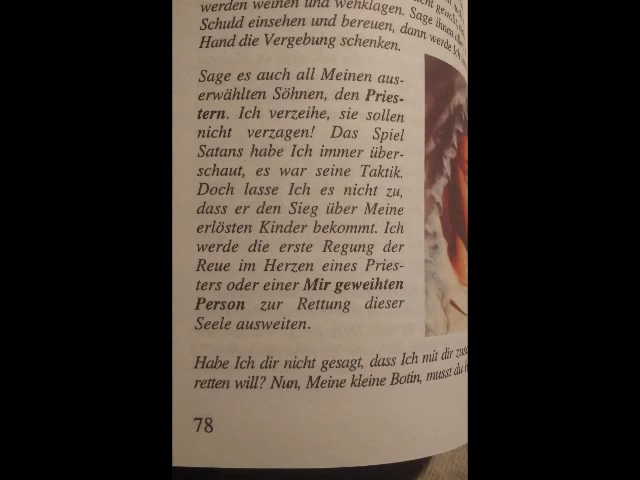 werden weinen und wehklagen.
Schuld einsehen und bereuen, dann werde Ich
Hand die Vergebung schenken.
Sage es auch all Meinen aus-
erwählten Söhnen, den Pries-
tern. Ich verzeihe, sie sollen
nicht verzagen! Das Spiel
Satans habe Ich immer über-
schaut, es war seine Taktik.
Doch lasse Ich es nicht zu,
dass er den Sieg über Meine
erlösten Kinder bekommt. Ich
werde die erste Regung der
Reue im Herzen eines Pries-
ters oder einer Mir geweihten
Person zur Rettung dieser
Seele ausweiten.
Habe Ich dir nicht gesagt, dass Ich mit dir
retten will? Nun, Meine kleine Botin, musst du
78